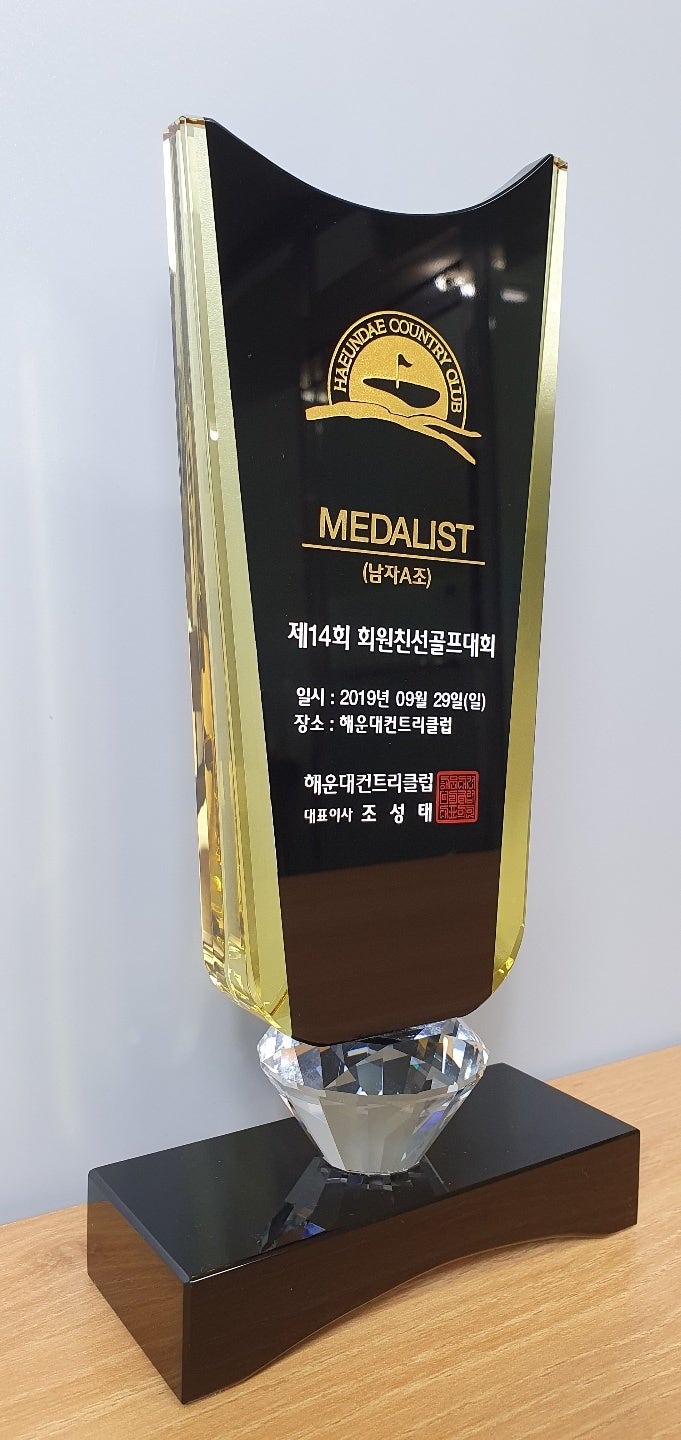 HAEUNDAE COUNTRY CLUB
MEDALIST
(남자A조)
제14회 회원친선골프대회
일시 : 2019년 09월 29일(일)
장소 : 해운대컨트리클럽
해운대컨트리클럽
대표이사 조 성 태